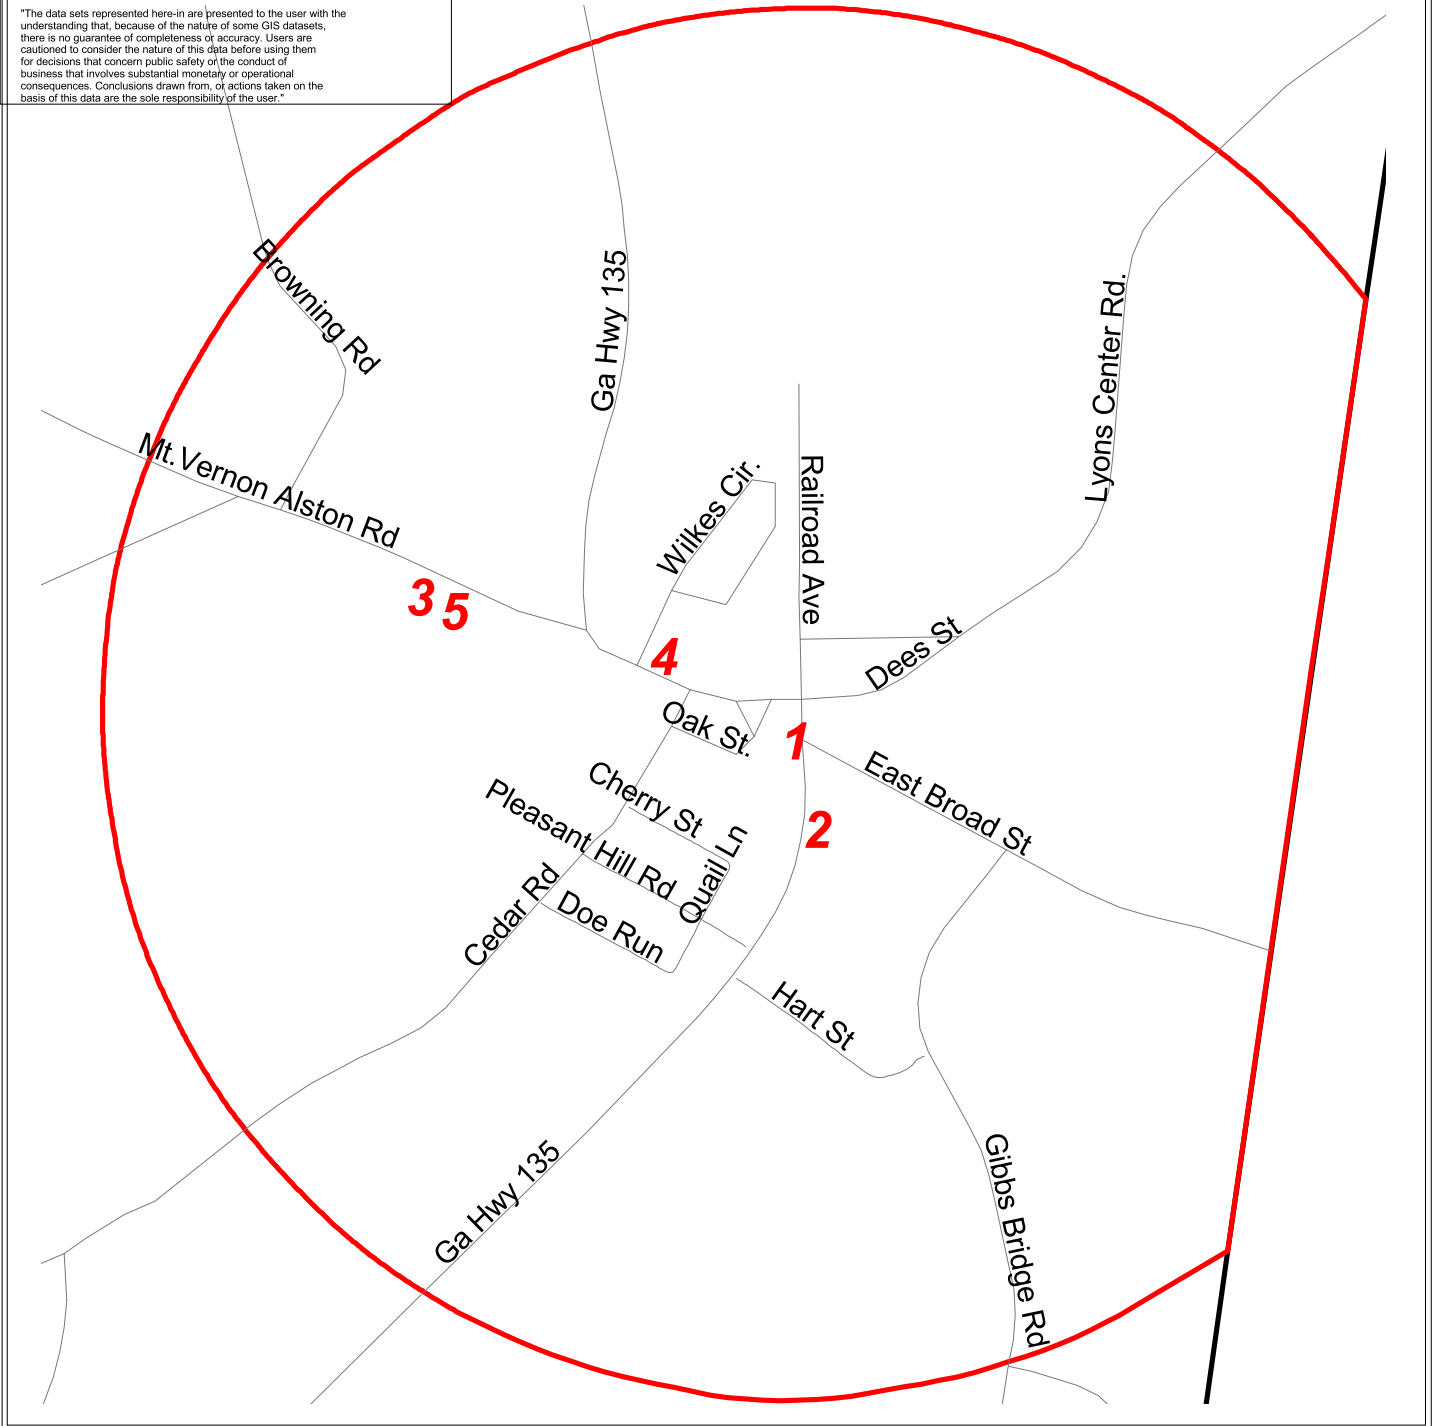 "The data sets represented here-in are presented to the user with the
understanding that, because of the nature of some GIS datasets,
there is no guarantee of completeness or accuracy. Users are
cautioned to consider the nature of this data before using them
for decisions that concern public safety or the conduct of
business that involves substantial monetary or operational
consequences. Conclusions drawn from, or actions taken on the
basis of this data are the sole responsibility of the user."
Browning Rd
Ga Hwy 135
Lyons Center Rd.
Mt.Vernon Alston Rd
Wilkes Cir.
Railroad Ave
3
5
4
Dees St
Oak St.
1
East Broad St
Cherry St
Pleasant Hill Rd
2
Quail Ln
Cedar Rd
Doe Run
Hart St
Ga Hwy 135
Gibbs Bridge Rd